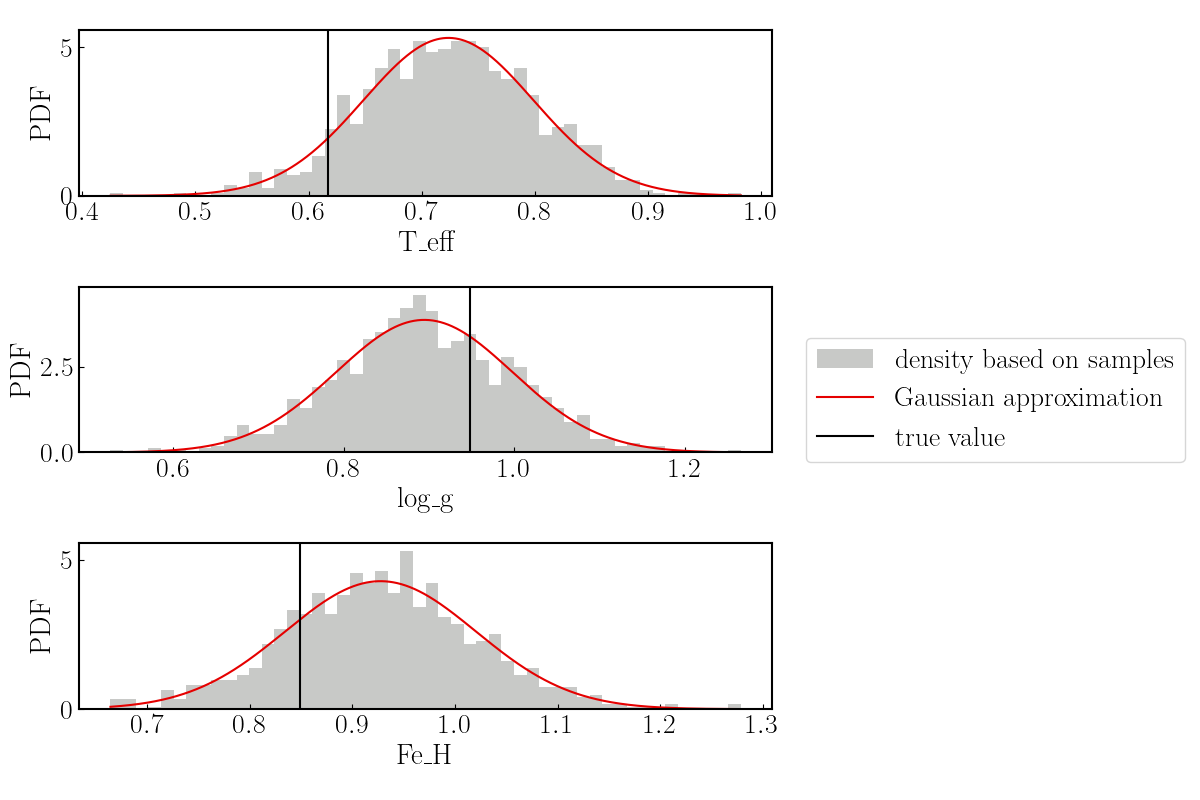 5
PDF
0
0.4 0.5 0.6 0.7 0.8 0.9 1.0
T_eff
2.5
PDF
0.0
0.6 0.8 1.0 1.2
log_g
density based on samples
Gaussian approximation
true value
5
PDF
0
0.7 0.8 0.9 1.0 1.1 1.2 1.3
Fe_H